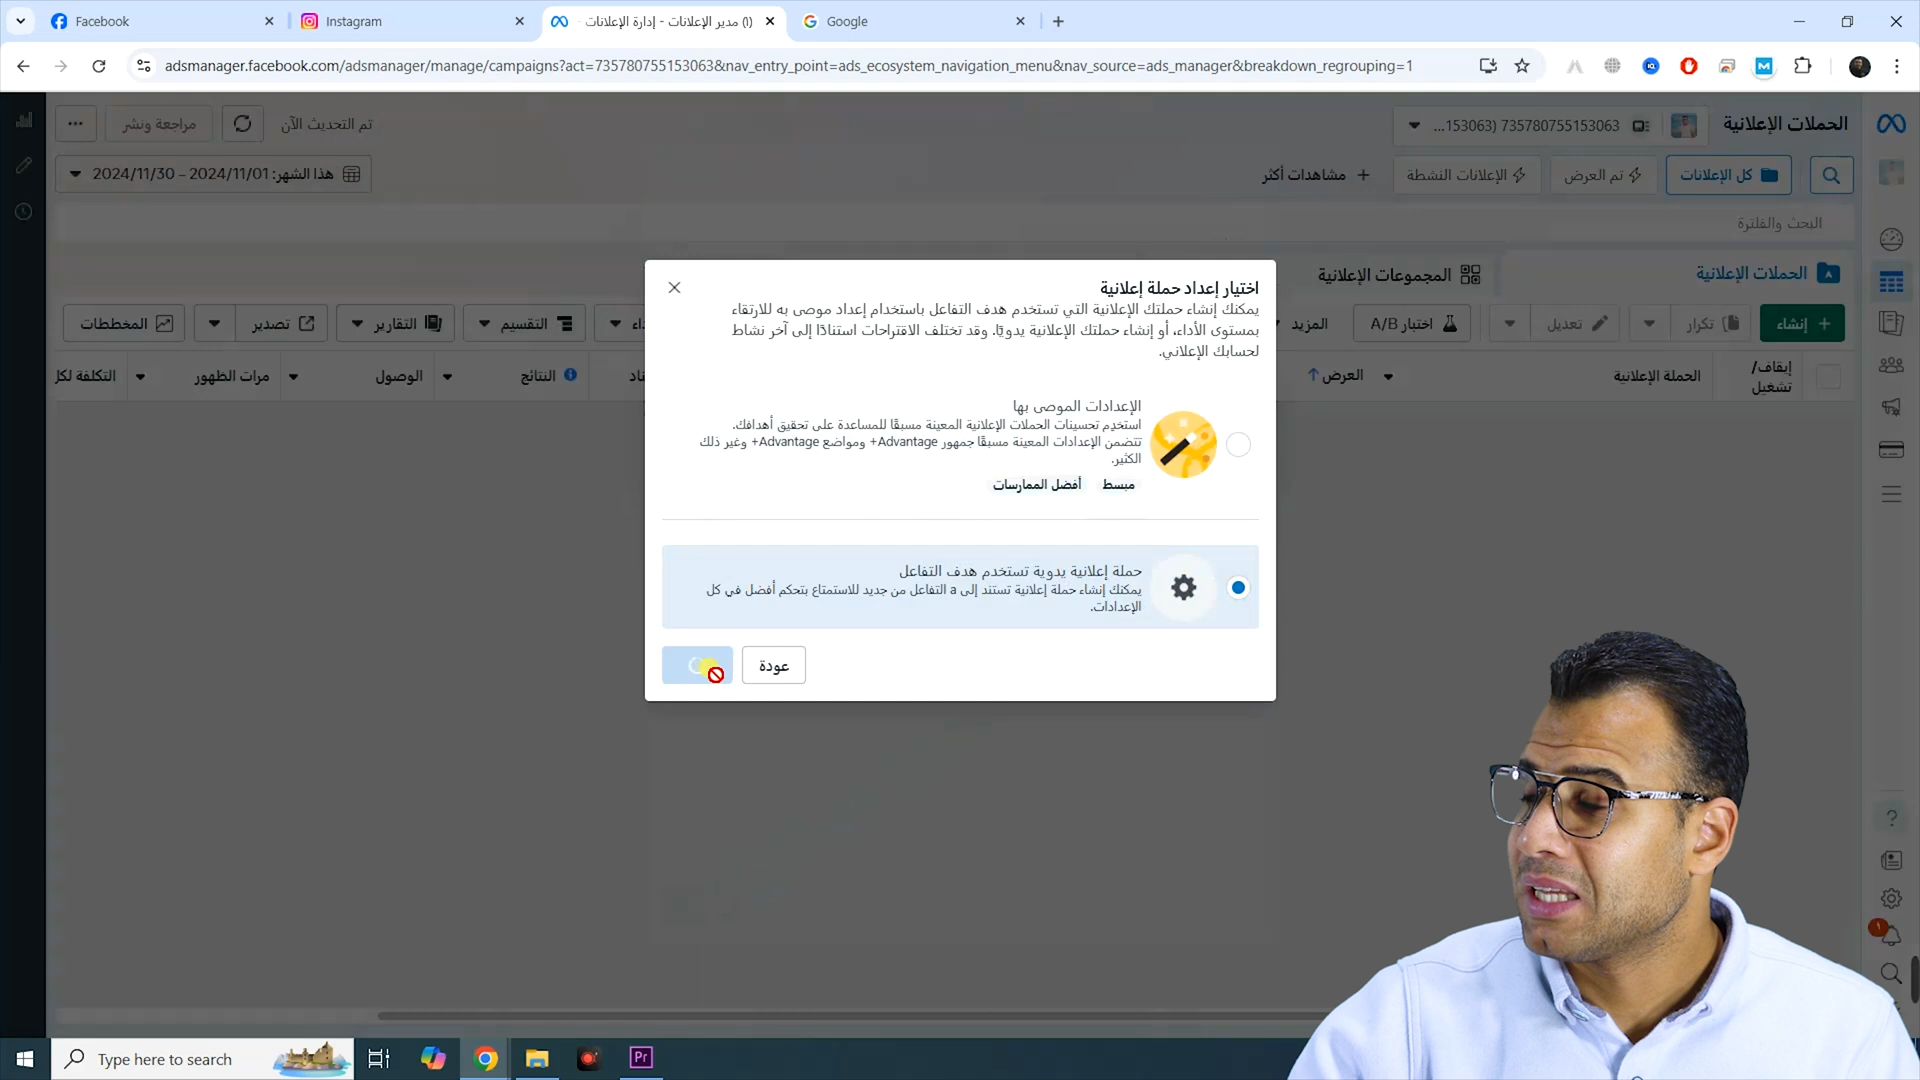 Facebook
Instagram
(١) مدير الإعلانات - إدارة الإعلانات
Google
adsmanager.facebook.com/adsmanager/manage/campaigns?act=735780755153063&nav_entry_point=ads_ecosystem_navigation_menu&nav_source=ads_manager&breakdown_regrouping=1
الحملات الإعلانية
735780755153063 (153063...
تم التحديث الآن
مراجعة ونشر
كل الإعلانات
تم العرض
الإعلانات النشطة
مشاهدات أكثر
هذا الشهر: 2024/11/01 – 2024/11/30
البحث والفلترة
الحملات الإعلانية
المجموعات الإعلانية
إنشاء
تكرار
تعديل
اختبار A/B
المزيد
التقسيم
التقارير
تصدير
المخططات
إيقاف/
تشغيل
الحملة الإعلانية
العرض
النتائج
الوصول
مرات الظهور
التكلفة لكل
اختيار إعداد حملة إعلانية
يمكنك إنشاء حملتك الإعلانية التي تستخدم هدف التفاعل باستخدام إعداد موصى به للارتقاء
بمستوى الأداء، أو إنشاء حملتك الإعلانية يدويًا. وقد تختلف الاقتراحات استنادًا إلى آخر نشاط
لحسابك الإعلاني.
الإعدادات الموصى بها
استخدِم تحسينات الحملات الإعلانية المعينة مسبقًا للمساعدة على تحقيق أهدافك.
تتضمن الإعدادات المعينة مسبقًا جمهور Advantage+ ومواضع Advantage+ وغير ذلك
الكثير.
مبسط
أفضل الممارسات
حملة إعلانية يدوية تستخدم هدف التفاعل
يمكنك إنشاء حملة إعلانية تستند إلى a التفاعل من جديد للاستمتاع بتحكم أفضل في كل
الإعدادات.
عودة
Type here to search
Pr